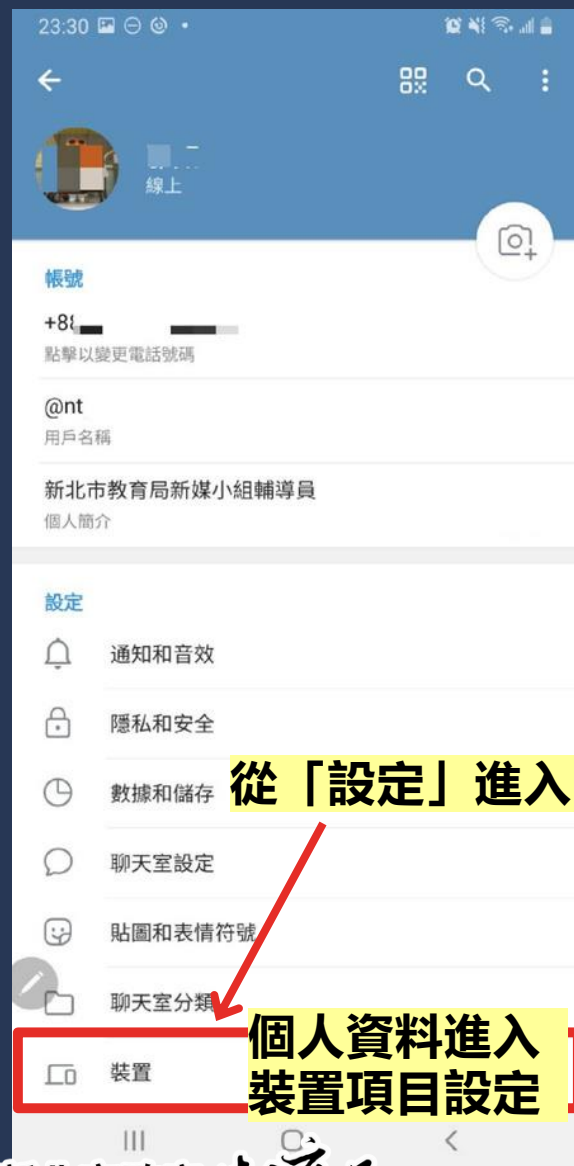 23:30
線上
帳號
點擊以變更電話號碼
@nt
用戶名稱
新北市教育局新媒小組輔導員
個人簡介
設定
通知和音效
隱私和安全
數據和儲存
從「設定」進入
聊天室設定
貼圖和表情符號
聊天室分類
個人資料進入
裝置
裝置項目設定